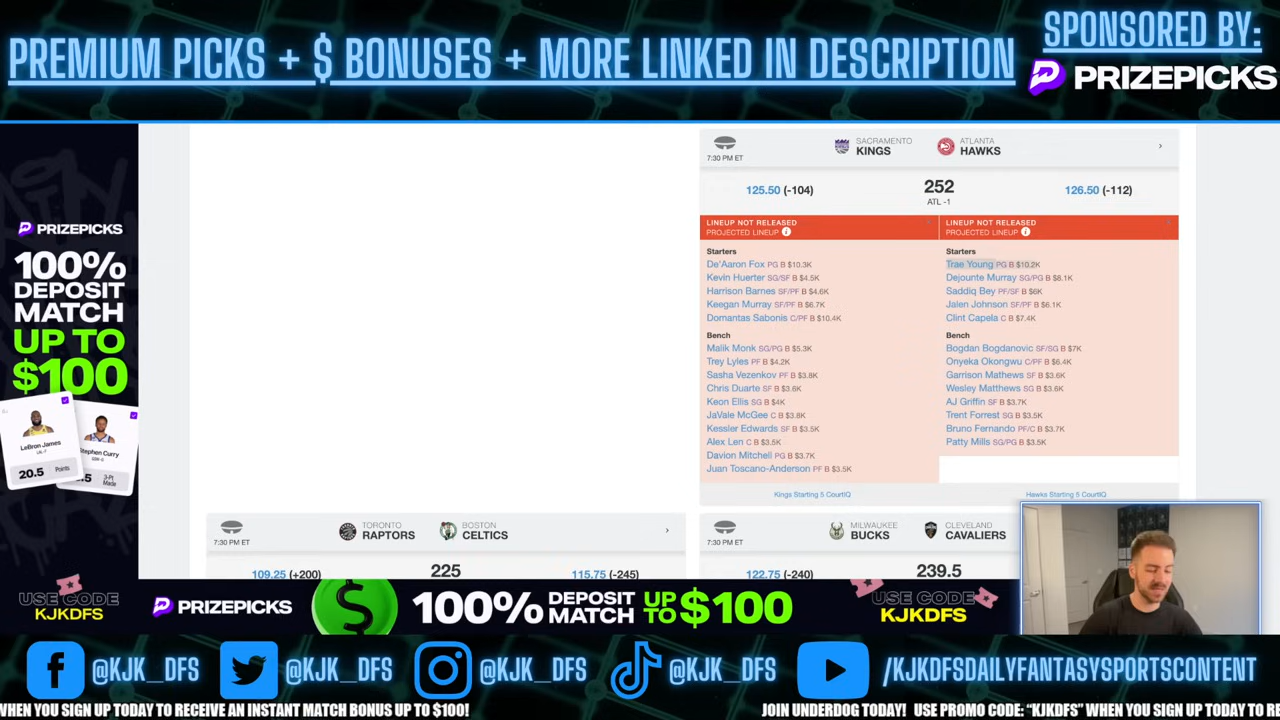 PREMIUM PICKS + $ BONUSES + MORE LINKED IN DESCRIPTION
SPONSORED BY:
PRIZEPICKS
PRIZEPICKS
100%
DEPOSIT
MATCH
UP TO
$100
LeBron James
20.5 Points
Stephen Curry
.5 3-Pt Made
7:30 PM ET
SACRAMENTO
KINGS
ATLANTA
HAWKS
125.50 (-104)
252
ATL -1
126.50 (-112)
LINEUP NOT RELEASED
PROJECTED LINEUP
Starters
De'Aaron Fox PG B $10.3K
Kevin Huerter SG/SF B $4.5K
Harrison Barnes SF/PF B $4.6K
Keegan Murray SF/PF B $6.7K
Domantas Sabonis C/PF B $10.4K
Bench
Malik Monk SG/PG B $5.3K
Trey Lyles PF B $4.2K
Sasha Vezenkov PF B $3.8K
Chris Duarte SF B $3.6K
Keon Ellis SG B $4K
JaVale McGee C B $3.8K
Kessler Edwards SF B $3.5K
Alex Len C B $3.5K
Davion Mitchell PG B $3.7K
Juan Toscano-Anderson PF B $3.5K
Kings Starting 5 CourtIQ
LINEUP NOT RELEASED
PROJECTED LINEUP
Starters
Trae Young PG B $10.2K
Dejounte Murray SG/PG B $8.1K
Saddiq Bey PF/SF B $6K
Jalen Johnson SF/PF B $6.1K
Clint Capela C B $7.4K
Bench
Bogdan Bogdanovic SF/SG B $7K
Onyeka Okongwu C/PF B $6.4K
Garrison Mathews SF B $3.6K
Wesley Matthews SG B $3.6K
AJ Griffin SF B $3.7K
Trent Forrest SG B $3.5K
Bruno Fernando PF/C B $3.7K
Patty Mills SG/PG B $3.5K
Hawks Starting 5 CourtIQ
7:30 PM ET
TORONTO
RAPTORS
BOSTON
CELTICS
109.25 (+200)
225
115.75 (-245)
7:30 PM ET
MILWAUKEE
BUCKS
CLEVELAND
CAVALIERS
122.75 (-240)
239.5
USE CODE
KJKDFS
PRIZEPICKS
100% DEPOSIT MATCH UP TO $100
USE CODE
KJKDFS
@KJK_DFS
@KJK_DFS
@KJK_DFS
@KJK_DFS
/KJKDFSDAILYFANTASYSPORTSCONTENT
WHEN YOU SIGN UP TODAY TO RECEIVE AN INSTANT MATCH BONUS UP TO $100!
JOIN UNDERDOG TODAY! USE PROMO CODE: "KJKDFS" WHEN YOU SIGN UP TODAY TO RE